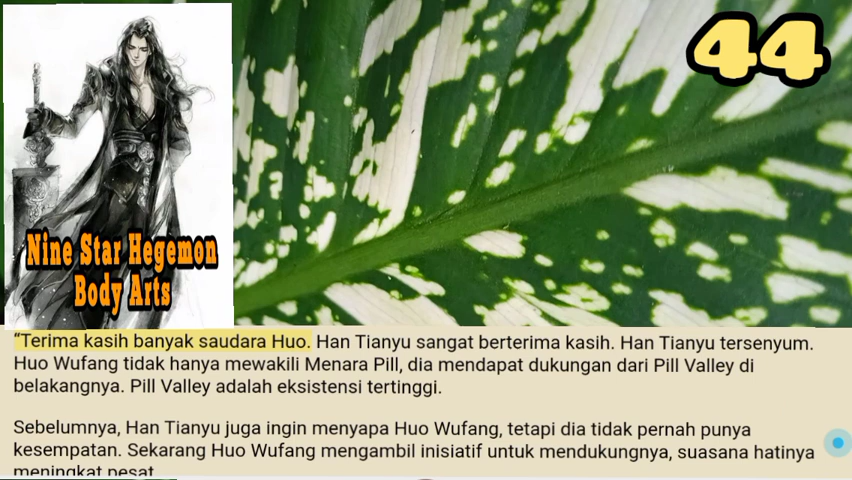 44
Nine Star Hegemon
Body Arts
“Terima kasih banyak saudara Huo. Han Tianyu sangat berterima kasih. Han Tianyu tersenyum.
Huo Wufang tidak hanya mewakili Menara Pill, dia mendapat dukungan dari Pill Valley di
belakangnya. Pill Valley adalah eksistensi tertinggi.
Sebelumnya, Han Tianyu juga ingin menyapa Huo Wufang, tetapi dia tidak pernah punya
kesempatan. Sekarang Huo Wufang mengambil inisiatif untuk mendukungnya, suasana hatinya
meningkat pesat